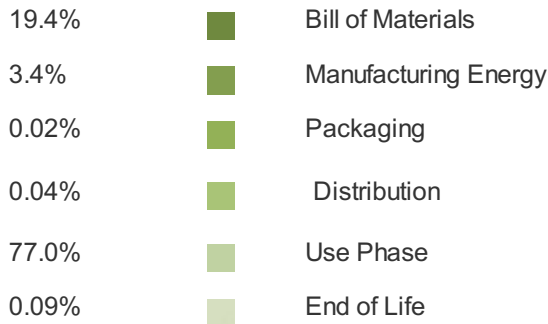 19.4% Bill of Materials
3.4% Manufacturing Energy
0.02% Packaging
0.04% Distribution
77.0% Use Phase
0.09% End of Life